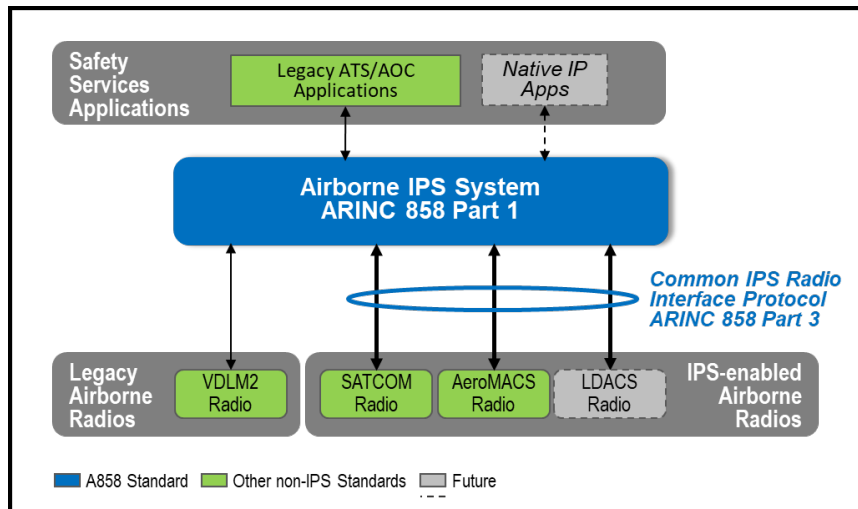 Safety
Services
Applications
Legacy ATS/AOC
Applications
Native IP
Apps
Airborne IPS System
ARINC 858 Part 1
Common IPS Radio
Interface Protocol
ARINC 858 Part 3
Legacy
Airborne
Radios
VDLM2
Radio
SATCOM
Radio
AeroMACS
Radio
LDACS
Radio
IPS-enabled
Airborne
Radios
A858 Standard
Other non-IPS Standards
Future